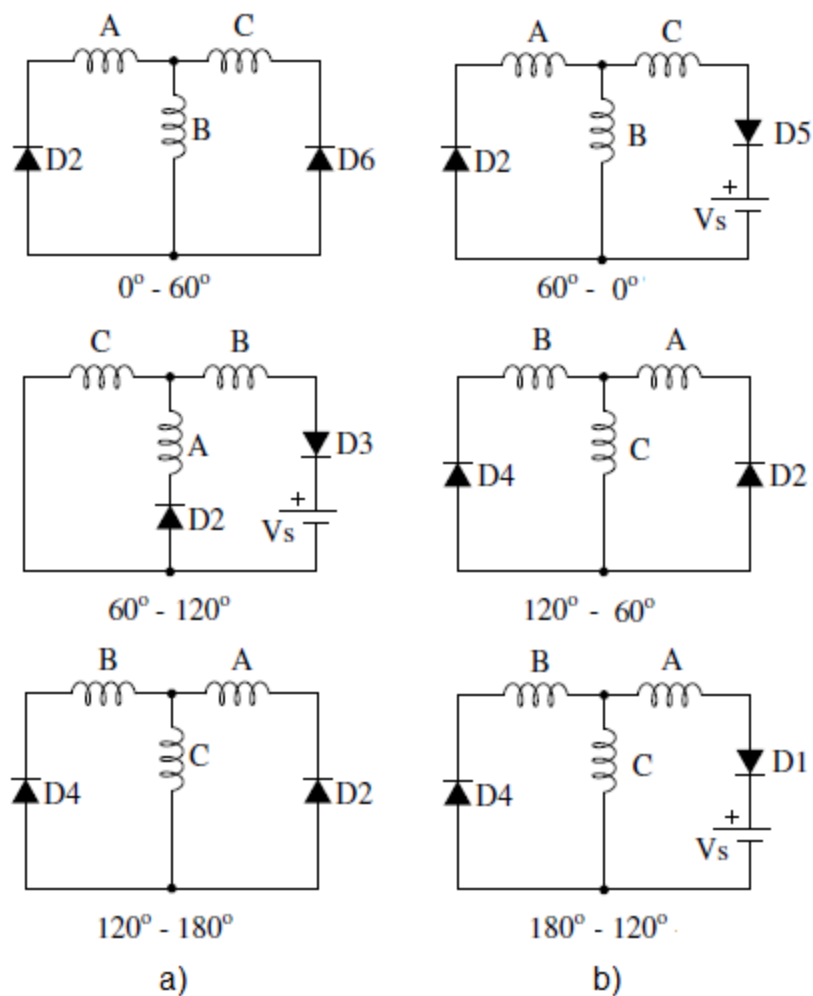 A C A C
B B
D2 D6 D2 D5
+
Vs
0° - 60° 60° - 0°
C B B A
A C
D3 D4 D2
D2 + Vs
60° - 120° 120° - 60°
B A B A
C C
D4 D2 D4 D1
+
Vs
120° - 180° 180° - 120°
a) b)